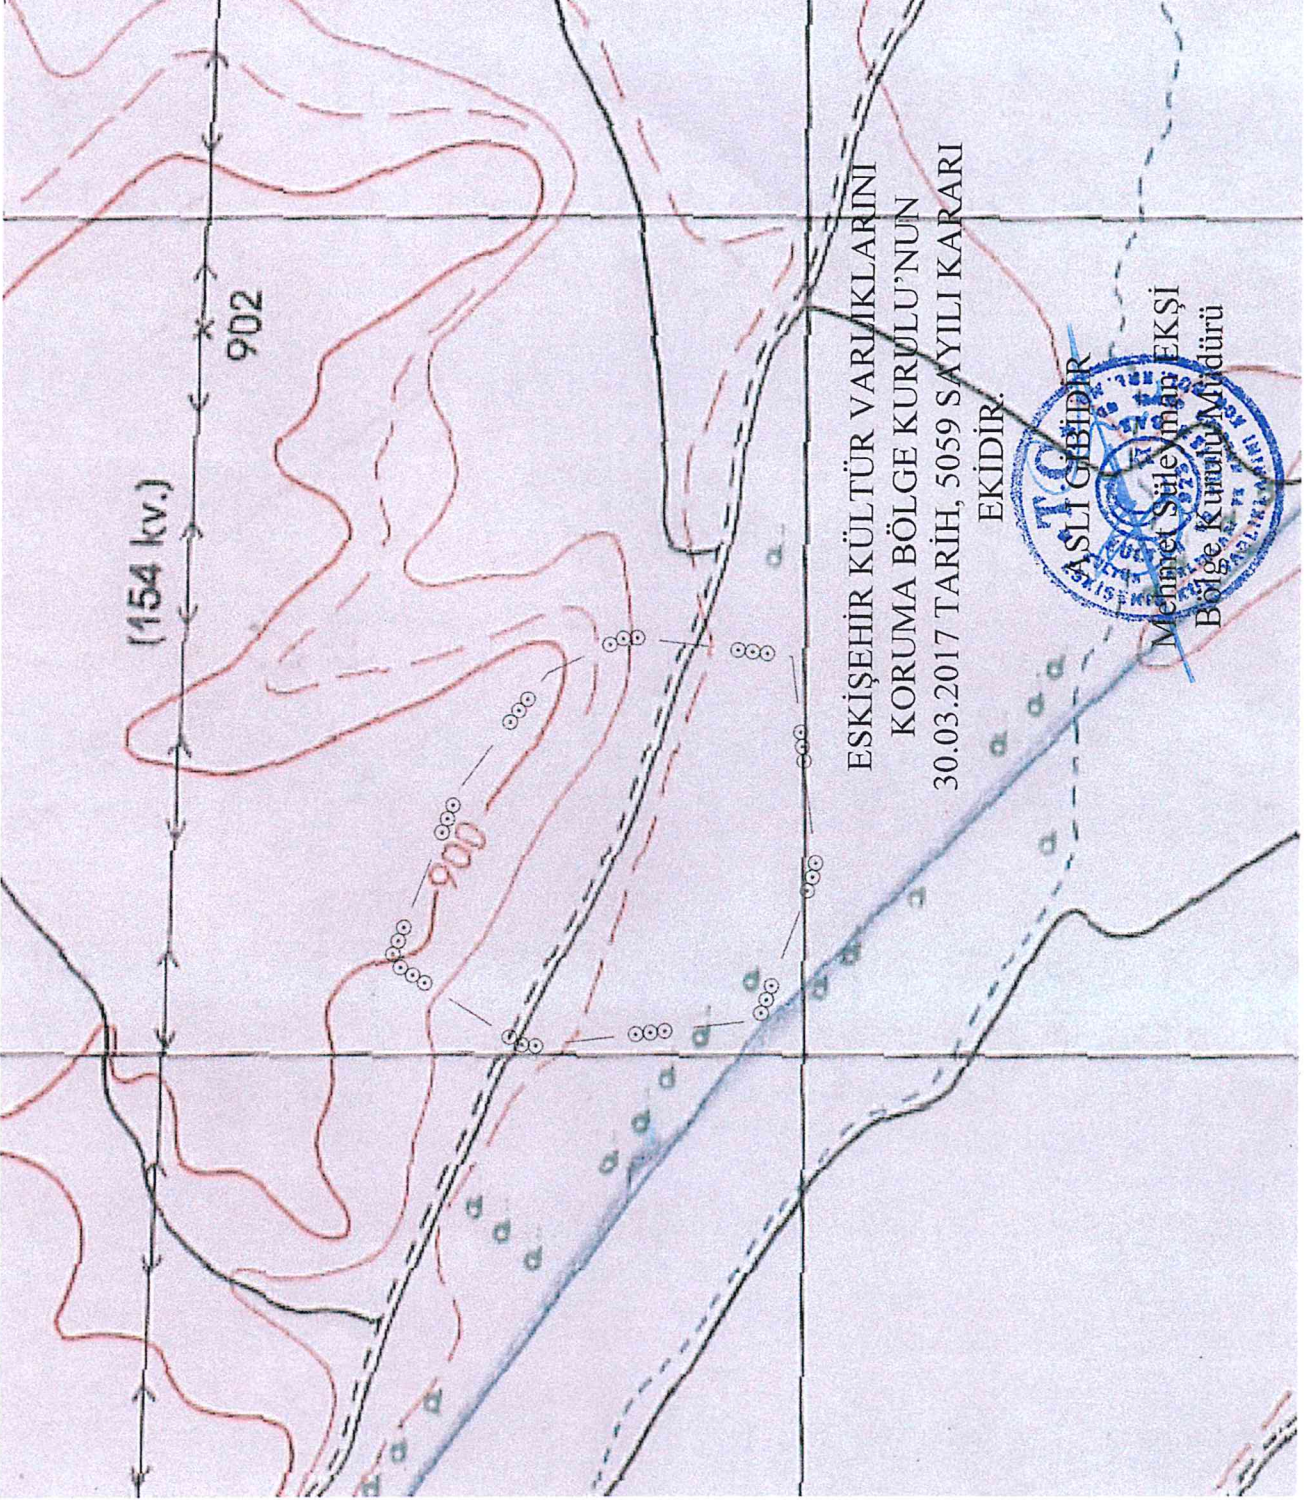 (154 kv.)
902
900
ESKİŞEHİR KÜLTÜR VARLIKLARINI
KORUMA BÖLGE KURULU'NUN
30.03.2017 TARİH, 5059 SAYILI KARARI
EKİDİR.
ASLI GİBİDİR
Mehmet Süleyman EKŞİ
Bölge Kurulu Müdürü
T.C.